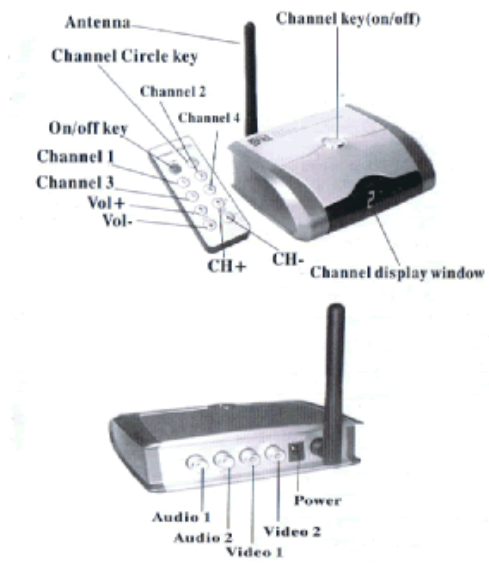 Antenna
Channel key(on/off)
Channel Circle key
Channel 2
Channel 4
On/off key
Channel 1
Channel 3
Vol+
Vol-
CH+
CH-
2
Channel display window
Power
Audio 1
Video 2
Audio 2
Video 1